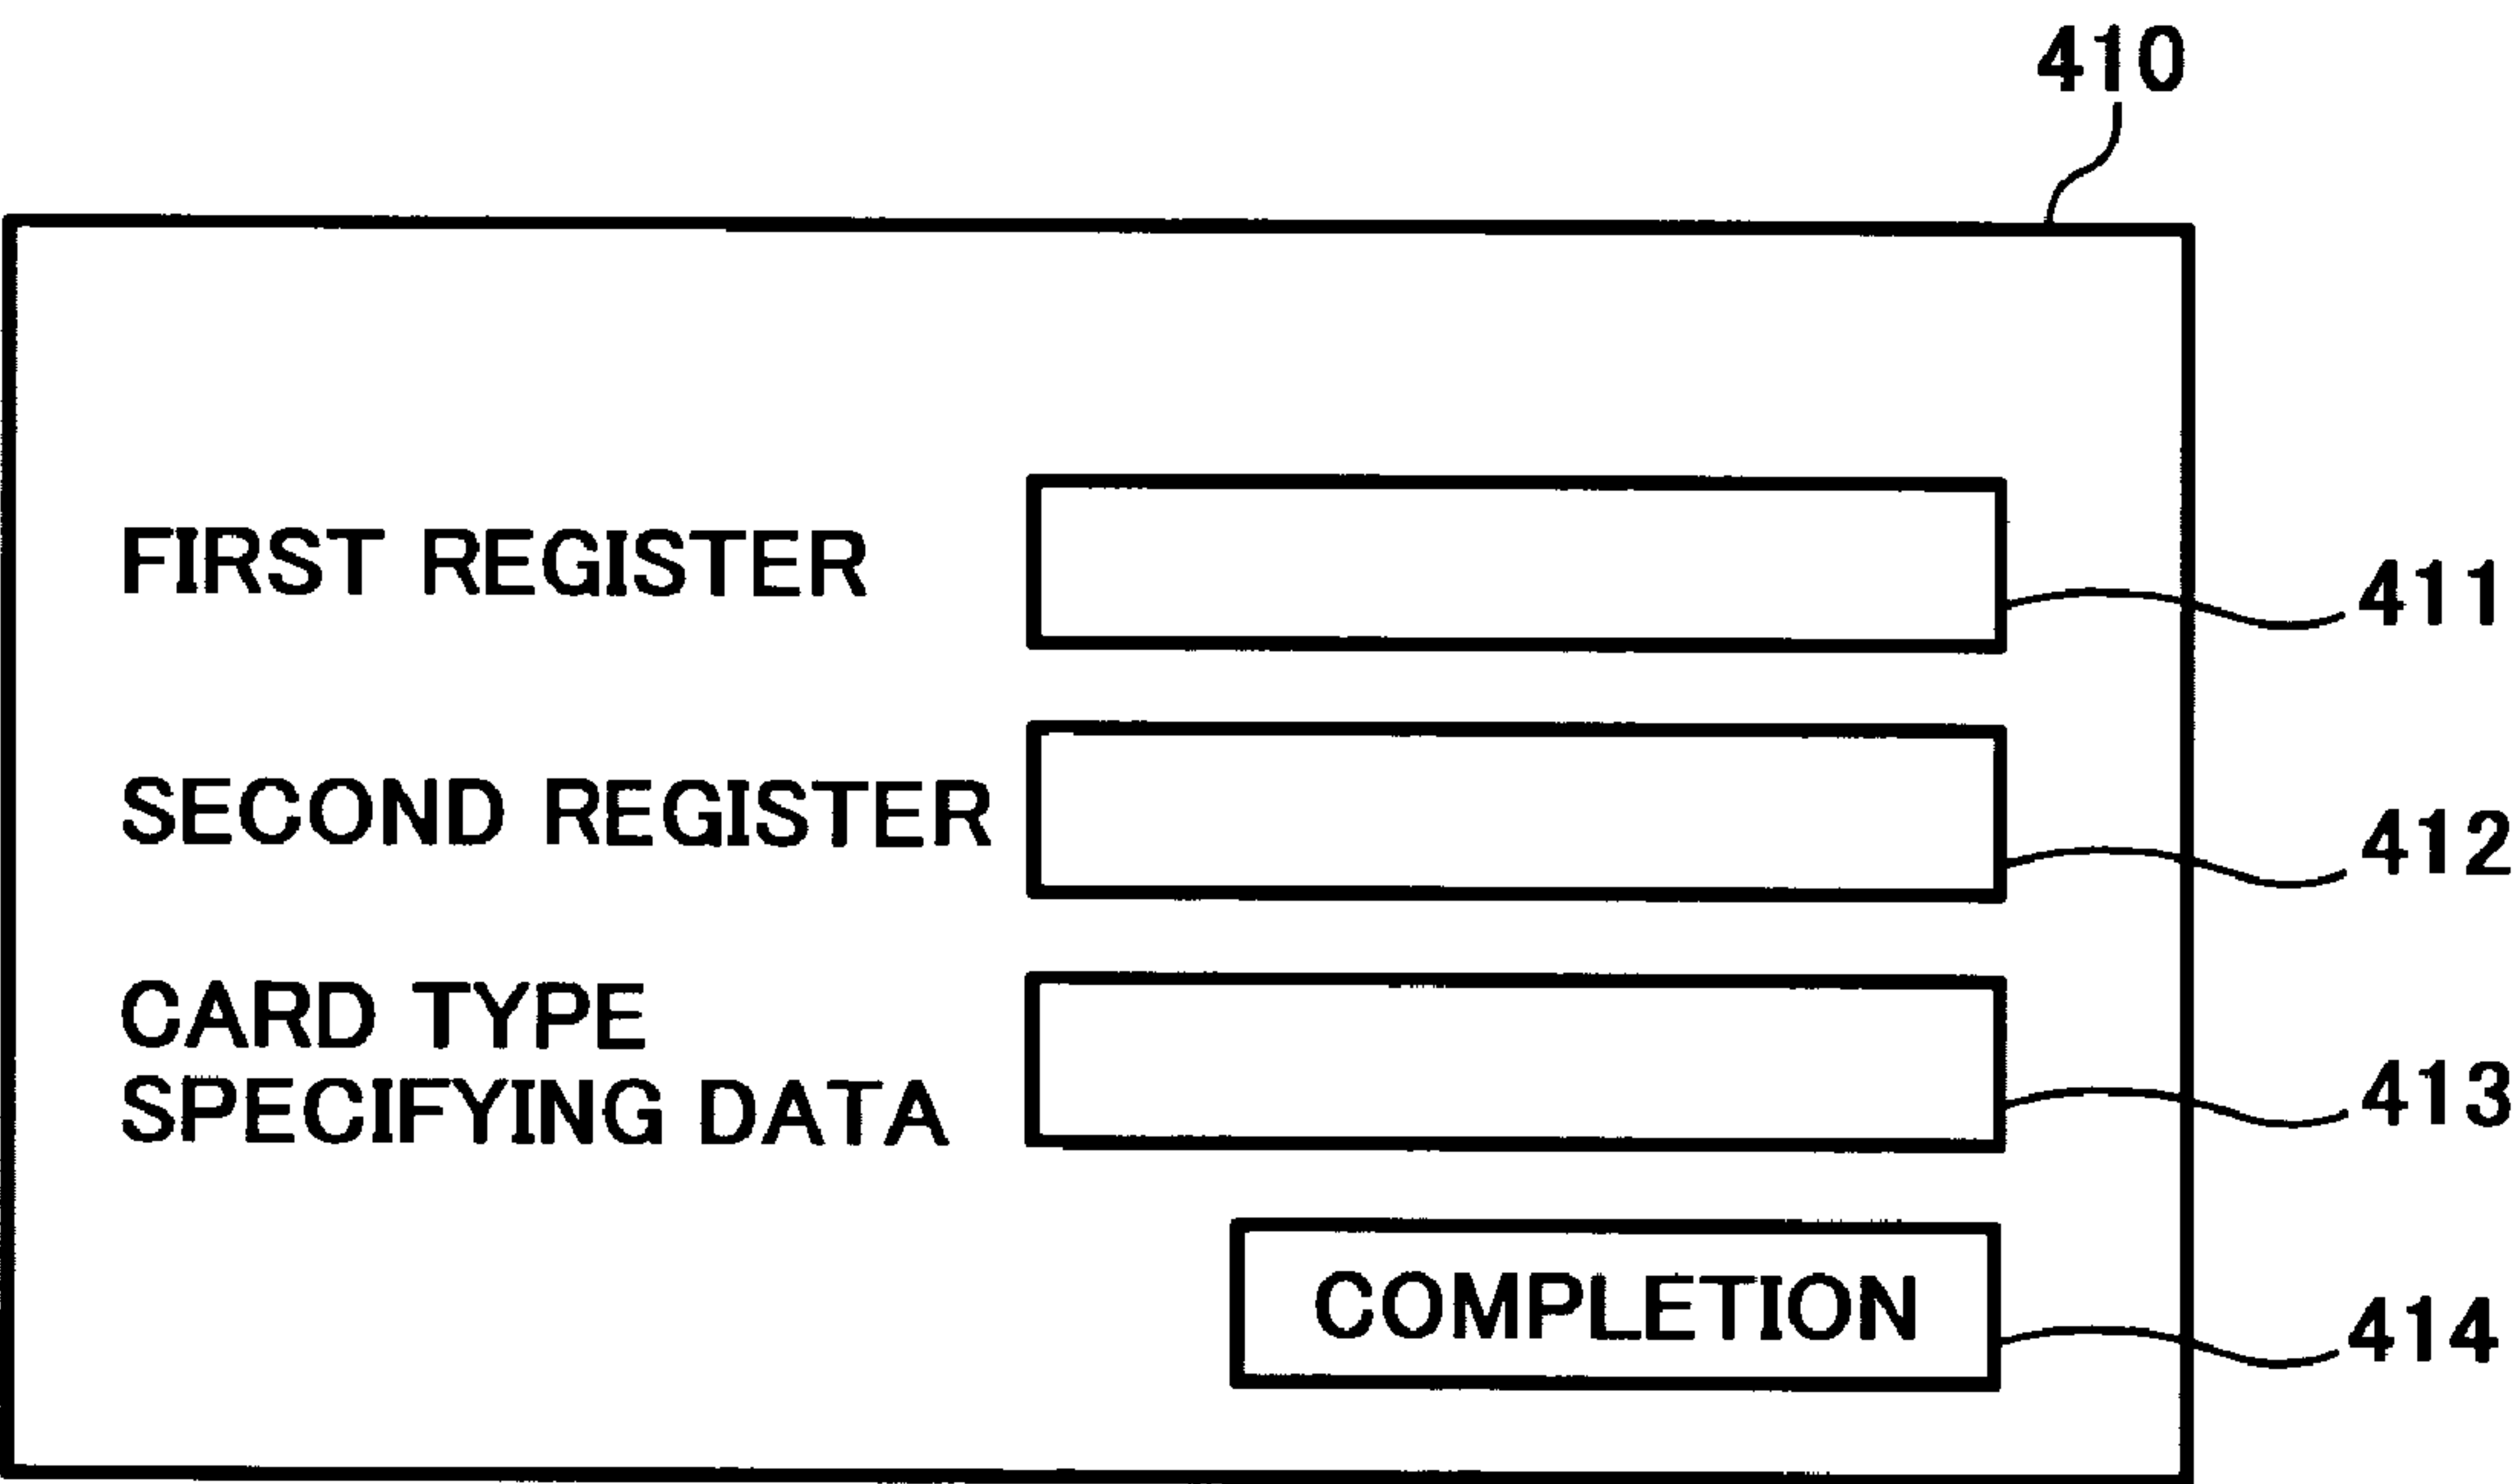 410
FIRST REGISTER
411
SECOND REGISTER
412
CARD TYPE
SPECIFYING DATA
413
COMPLETION
414